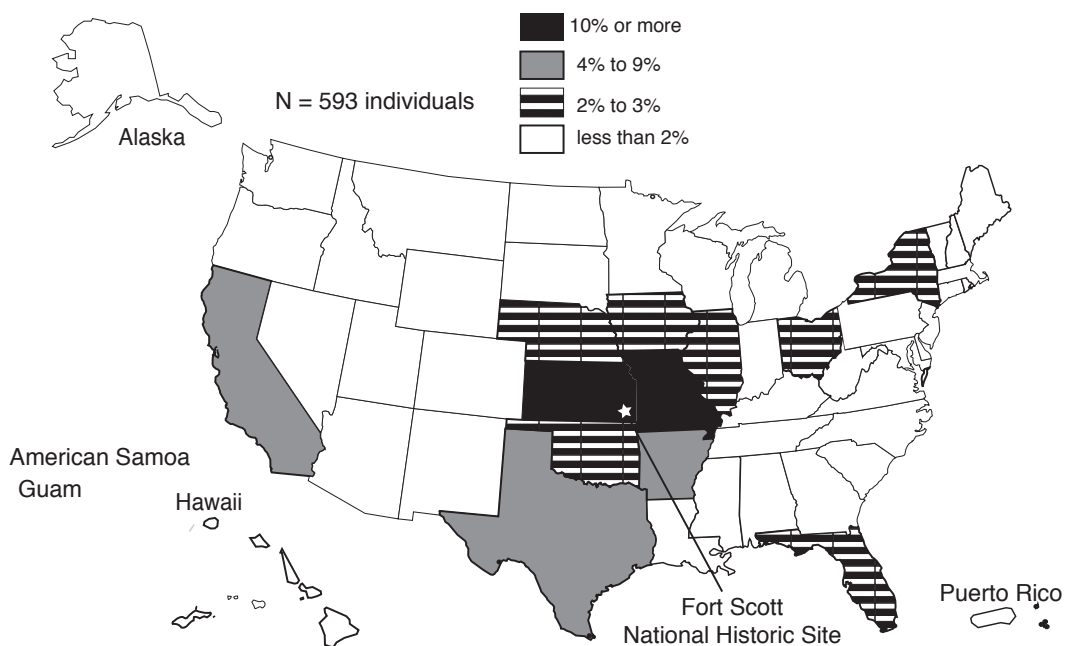 10% or more
4% to 9%
N = 593 individuals
2% to 3%
less than 2%
Alaska
American Samoa
Guam
Hawaii
Puerto Rico
Fort Scott
National Historic Site